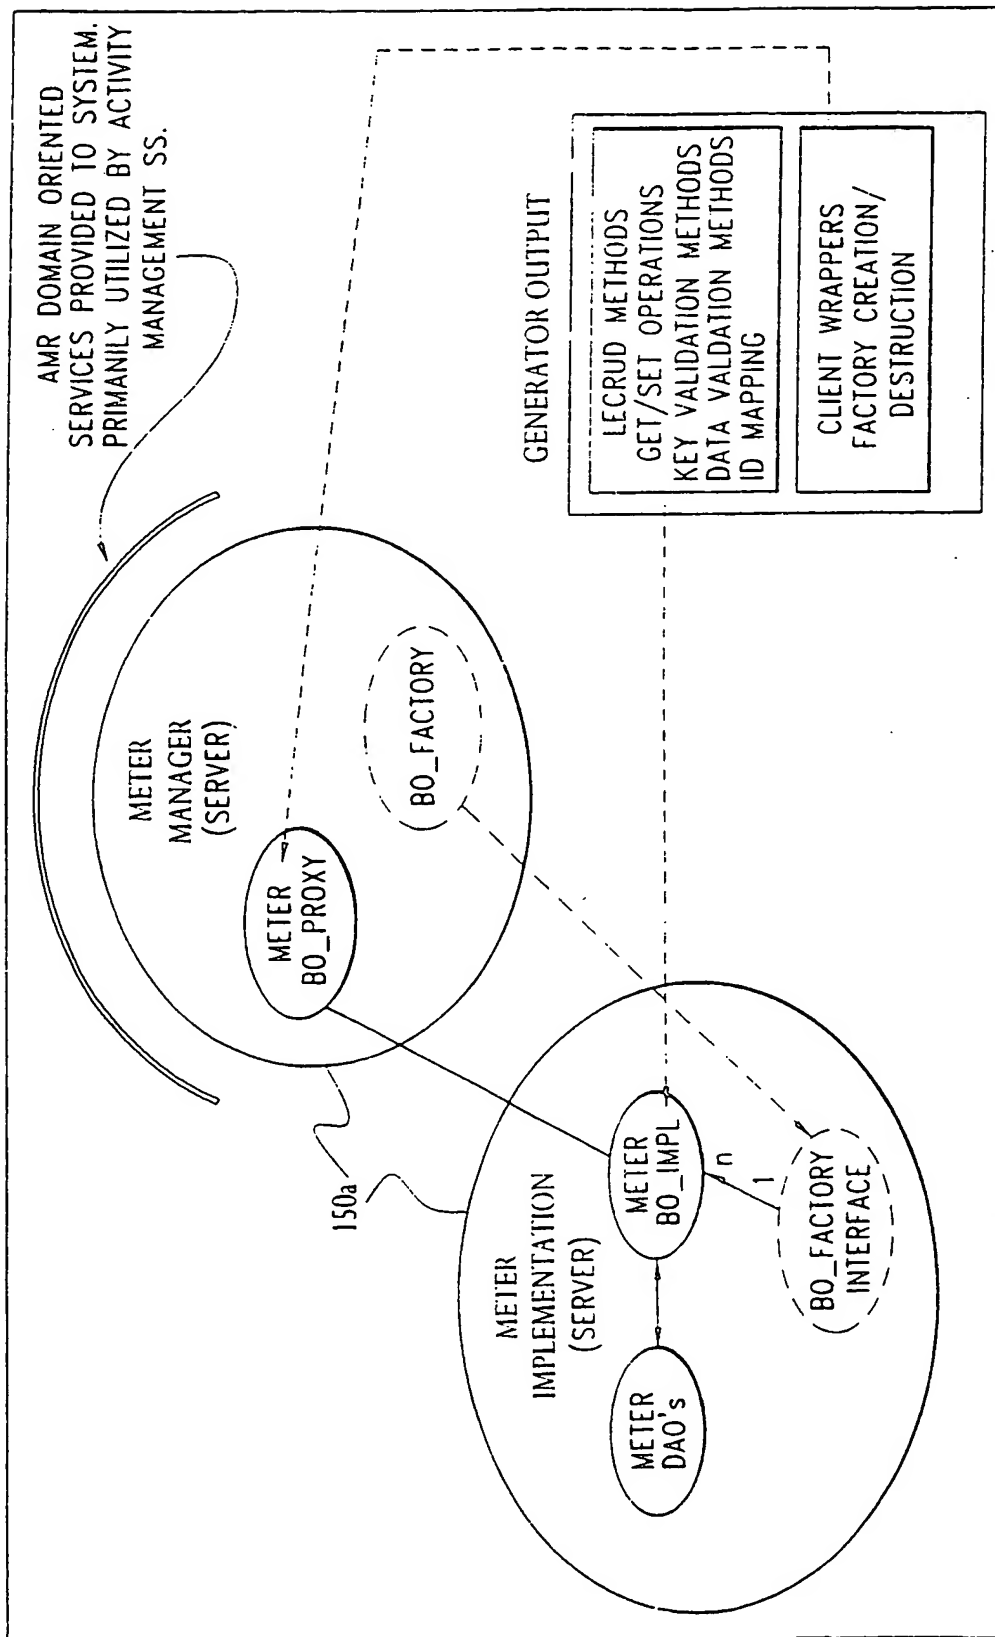 AMR DOMAIN ORIENTED
SERVICES PROVIDED TO SYSTEM.
PRIMANILY UTILIZED BY ACTIVITY
MANAGEMENT SS.
METER
MANAGER
(SERVER)
METER
BO_PROXY
BO_FACTORY
150a
METER
IMPLEMENTATION
(SERVER)
METER
DAO's
METER
BO_IMPL
n
1
BO_FACTORY
INTERFACE
GENERATOR OUTPUT
LECRUD METHODS
GET/SET OPERATIONS
KEY VALIDATION METHODS
DATA VALDATION METHODS
ID MAPPING
CLIENT WRAPPERS
FACTORY CREATION/
DESTRUCTION